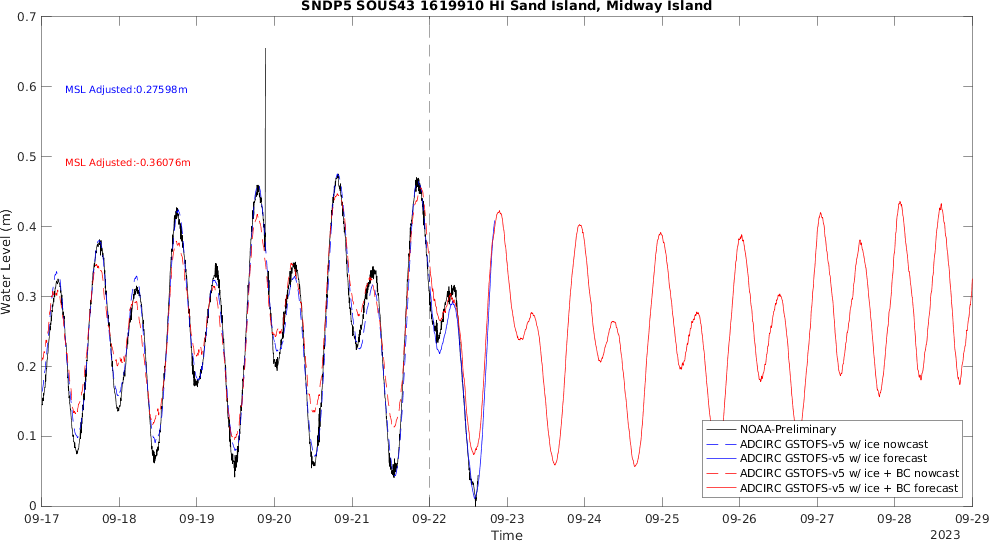 SNDP5 SOUS43 1619910 HI Sand Island, Midway Island
0.7
0.6
0.5
0.4
0.3
0.2
0.1
0
Water Level (m)
MSL Adjusted:0.27598m
MSL Adjusted:-0.36076m
NOAA-Preliminary
ADCIRC GSTOFS-v5 w/ ice nowcast
ADCIRC GSTOFS-v5 w/ ice forecast
ADCIRC GSTOFS-v5 w/ ice + BC nowcast
ADCIRC GSTOFS-v5 w/ ice + BC forecast
09-17 09-18 09-19 09-20 09-21 09-22 09-23 09-24 09-25 09-26 09-27 09-28 09-29
Time
2023